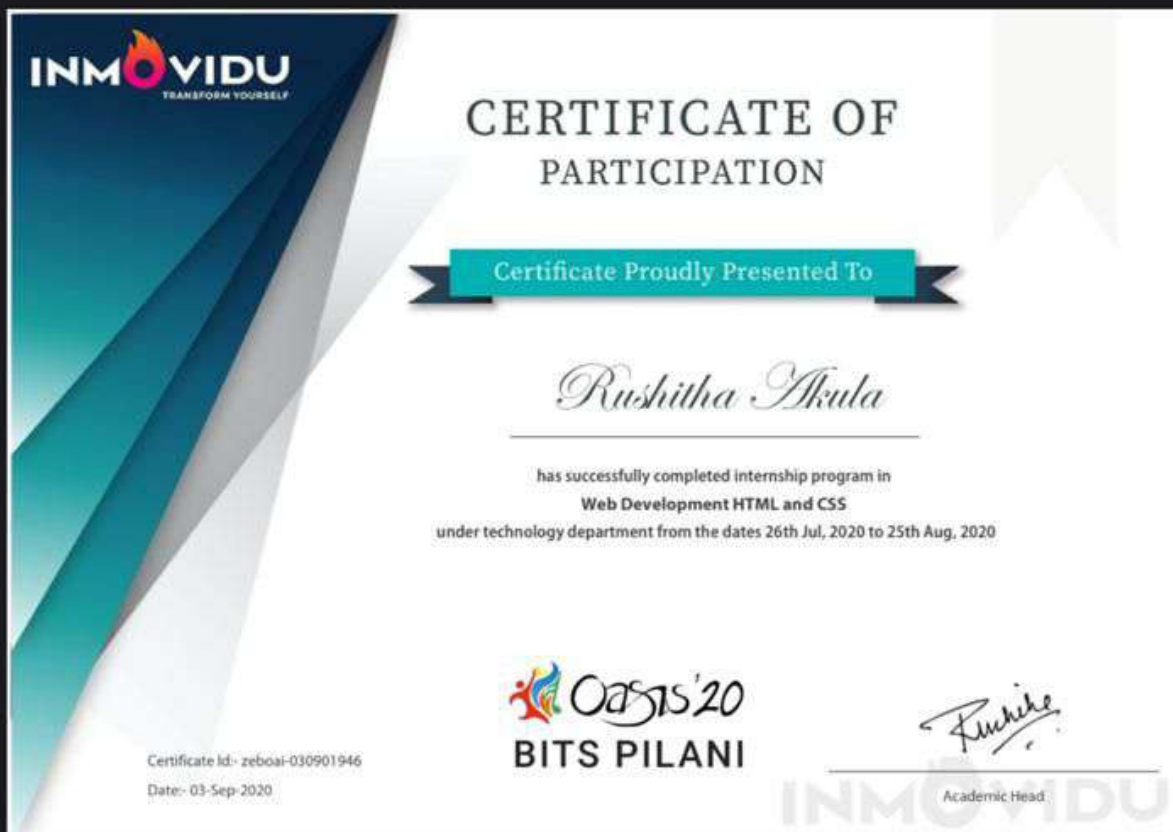 INMOVIDU
TRANSFORM YOURSELF
CERTIFICATE OF
PARTICIPATION
Certificate Proudly Presented To
Rushitha Akula
has successfully completed internship program in
Web Development HTML and CSS
under technology department from the dates 26th Jul, 2020 to 25th Aug, 2020
Oasis'20
BITS PILANI
Certificate Id:- zeboai-030901946
Date:- 03-Sep-2020
Academic Head
INMOVIDU